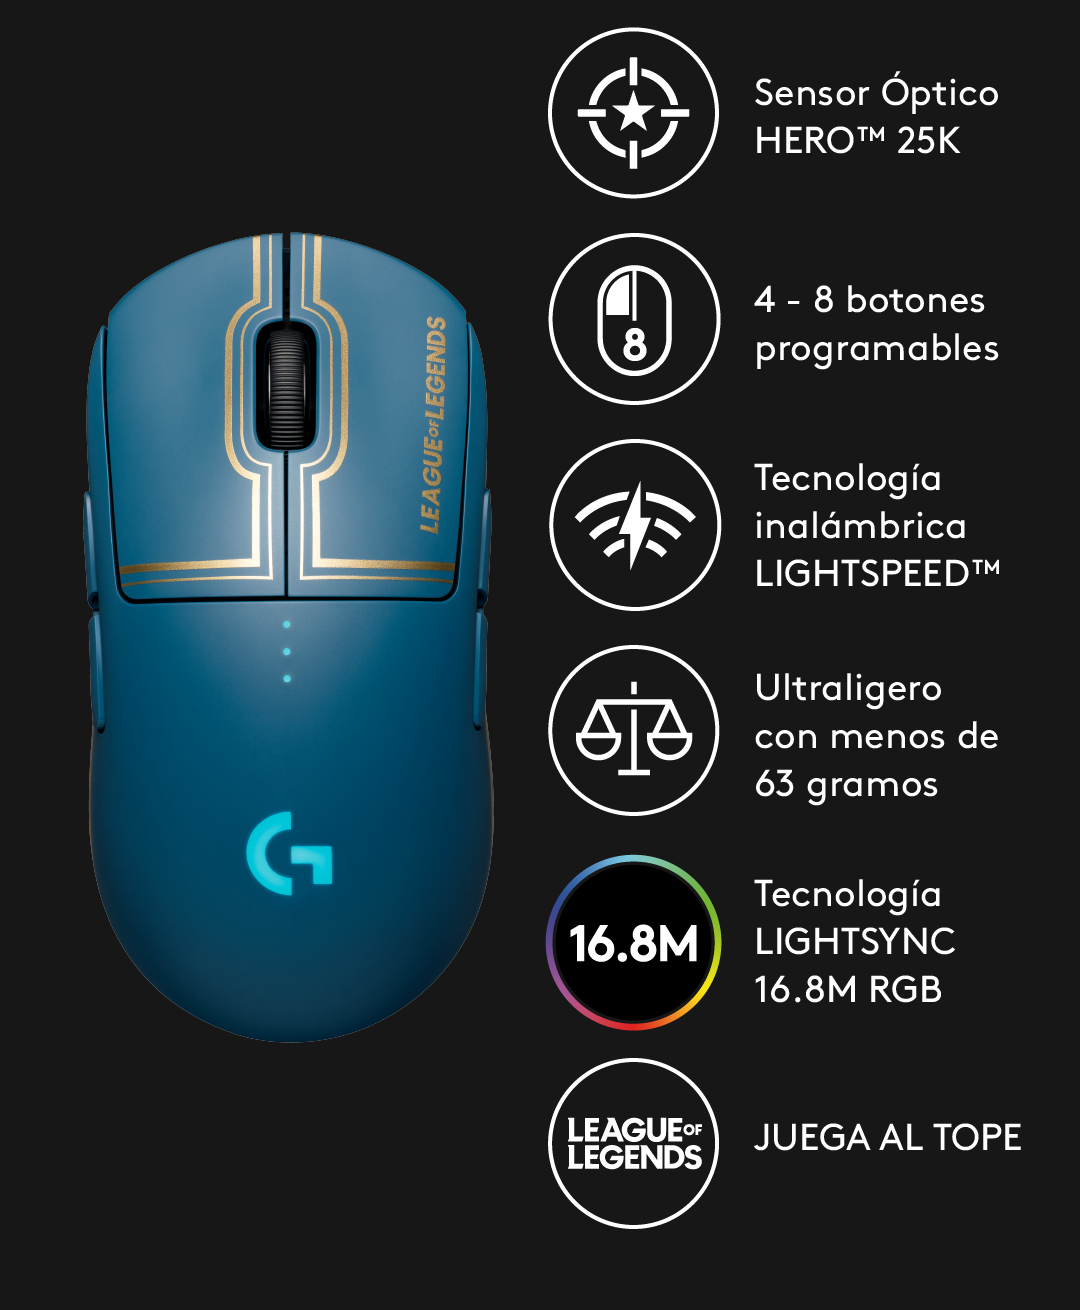 Sensor Óptico
HERO™ 25K
8
4 - 8 botones
programables
Tecnología
inalámbrica
LIGHTSPEED™
Ultraligero
con menos de
63 gramos
16.8M
Tecnología
LIGHTSYNC
16.8M RGB
LEAGUE OF
LEGENDS
JUEGA AL TOPE
LEAGUE OF LEGENDS
G